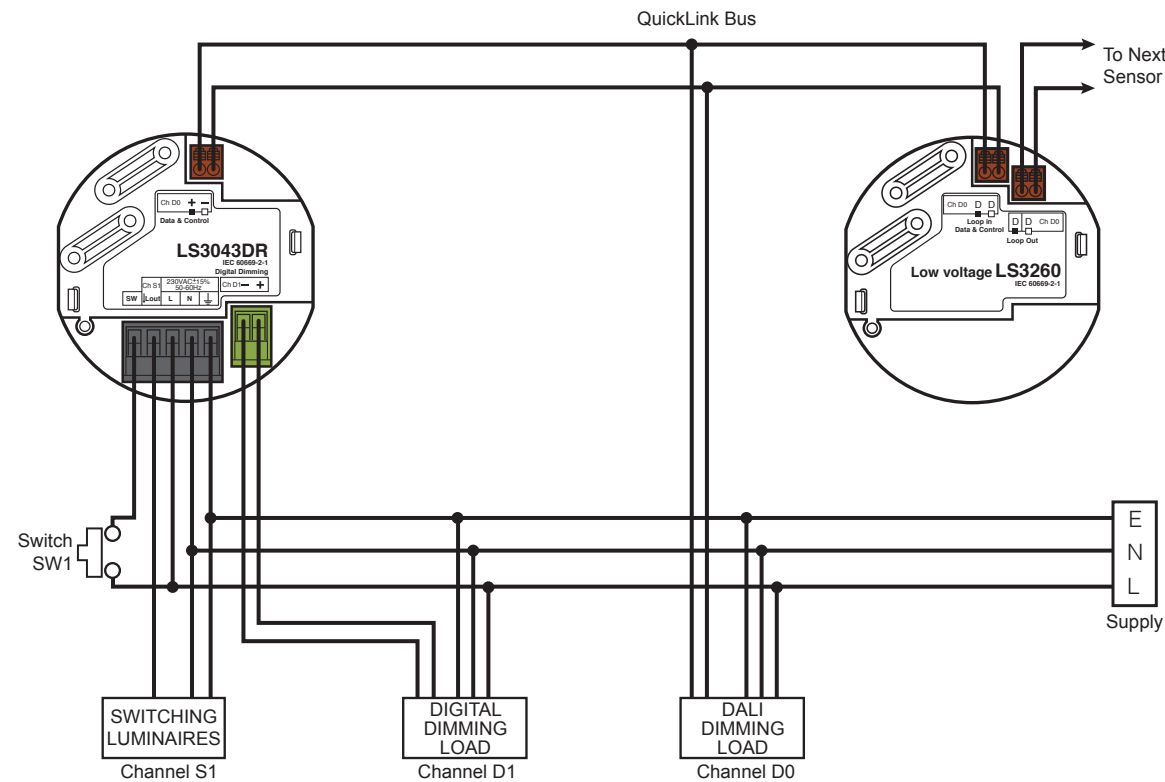 QuickLink Bus
To Next
Sensor
Ch D0 + −
Data & Control
LS3043DR
IEC 60669-2-1
Digital Dimming
Ch S1
230VAC±15%
50-60Hz
Ch D1 − +
SW
↓Lout
L
N
Ch D0 D D
Loop in
Data & Control
D D Ch D0
Loop Out
Low voltage LS3260
IEC 60669-2-1
Switch
SW1
E
N
L
Supply
SWITCHING
LUMINAIRES
Channel S1
DIGITAL
DIMMING
LOAD
Channel D1
DALI
DIMMING
LOAD
Channel D0